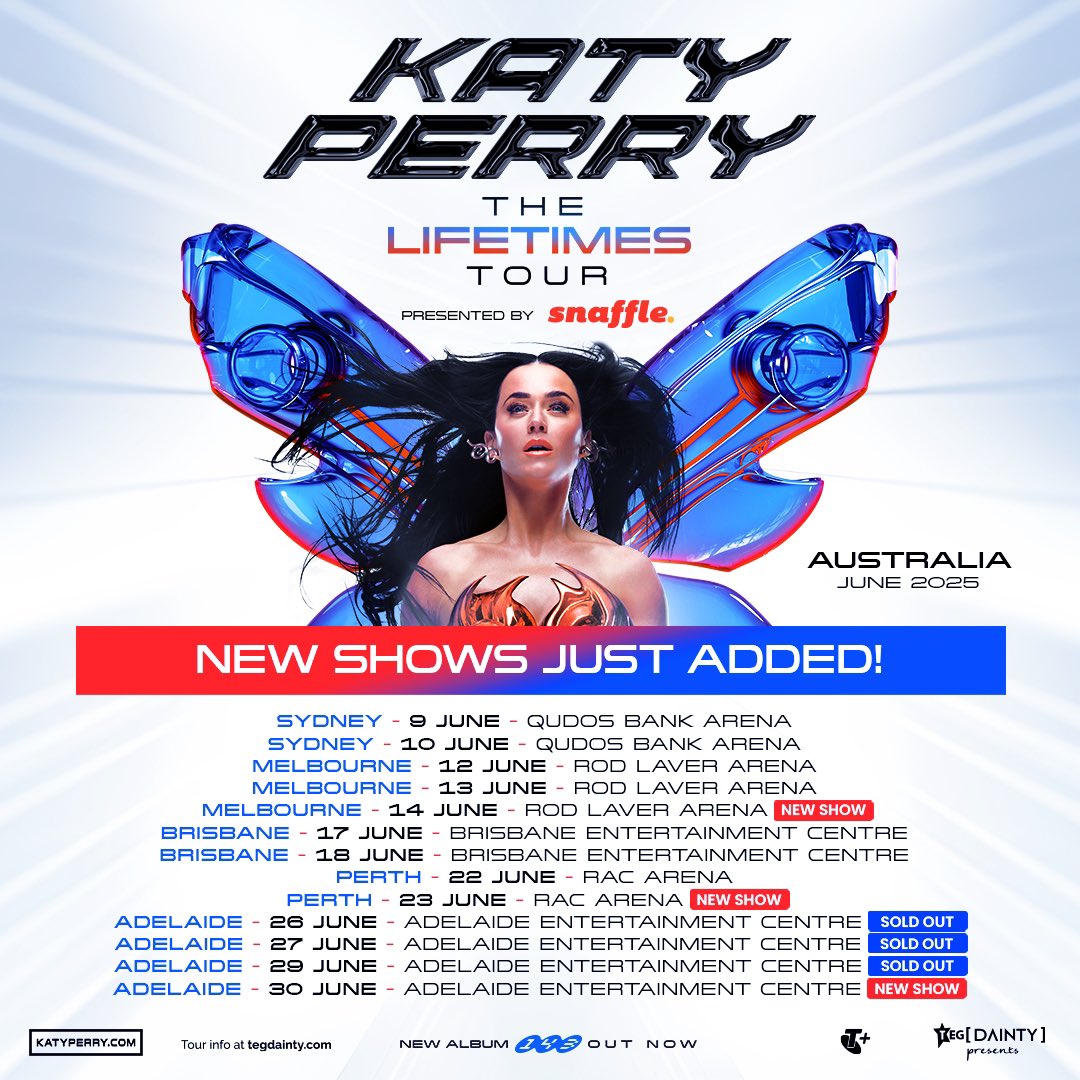 KATY
PERRY
THE
LIFETIMES
TOUR
PRESENTED BY snaffle.
AUSTRALIA
JUNE 2025
NEW SHOWS JUST ADDED!
SYDNEY - 9 JUNE - QUDOS BANK ARENA
SYDNEY - 10 JUNE - QUDOS BANK ARENA
MELBOURNE - 12 JUNE - ROD LAVER ARENA
MELBOURNE - 13 JUNE - ROD LAVER ARENA
MELBOURNE - 14 JUNE - ROD LAVER ARENA NEW SHOW
BRISBANE - 17 JUNE - BRISBANE ENTERTAINMENT CENTRE
BRISBANE - 18 JUNE - BRISBANE ENTERTAINMENT CENTRE
PERTH - 22 JUNE - RAC ARENA
PERTH - 23 JUNE - RAC ARENA NEW SHOW
ADELAIDE - 26 JUNE - ADELAIDE ENTERTAINMENT CENTRE SOLD OUT
ADELAIDE - 27 JUNE - ADELAIDE ENTERTAINMENT CENTRE SOLD OUT
ADELAIDE - 29 JUNE - ADELAIDE ENTERTAINMENT CENTRE SOLD OUT
ADELAIDE - 30 JUNE - ADELAIDE ENTERTAINMENT CENTRE NEW SHOW
KATYPERRY.COM Tour info at tegdainty.com NEW ALBUM 143 OUT NOW T+ TEG[DAINTY]
presents